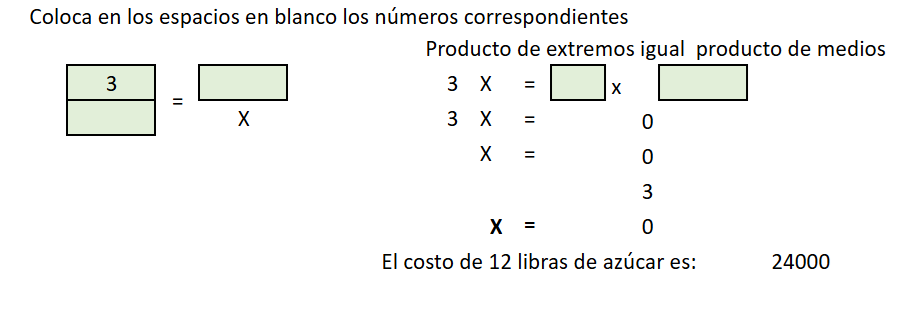 Coloca en los espacios en blanco los números correspondientes
Producto de extremos igual producto de medios
3 = X
3 X = x
3 X = 0
X = 0
3
X = 0
El costo de 12 libras de azúcar es: 24000